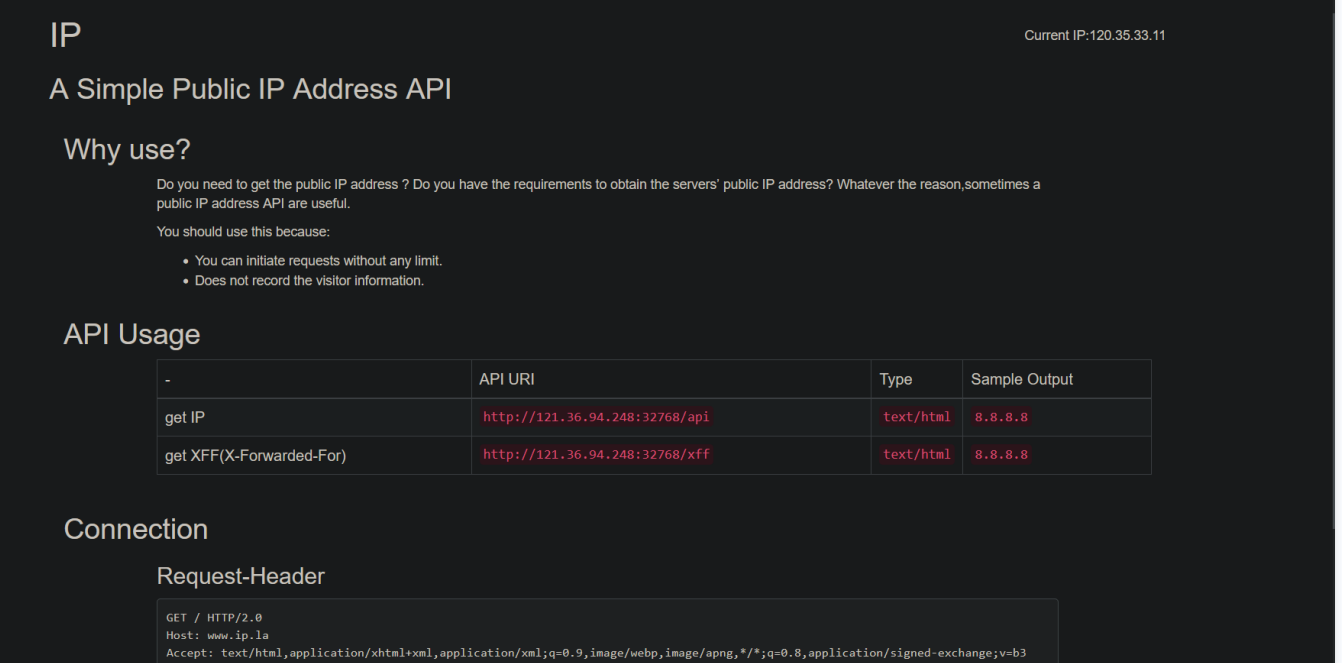 IP
Current IP:120.35.33.11
A Simple Public IP Address API
Why use?
Do you need to get the public IP address ? Do you have the requirements to obtain the servers' public IP address? Whatever the reason,sometimes a
public IP address API are useful.
You should use this because:
• You can initiate requests without any limit.
• Does not record the visitor information.
API Usage
- API URI Type Sample Output
get IP http://121.36.94.248:32768/api text/html 8.8.8.8
get XFF(X-Forwarded-For) http://121.36.94.248:32768/xff text/html 8.8.8.8
Connection
Request-Header
GET / HTTP/2.0
Host: www.ip.la
Accept: text/html,application/xhtml+xml,application/xml;q=0.9,image/webp,image/apng,*/*;q=0.8,application/signed-exchange;v=b3